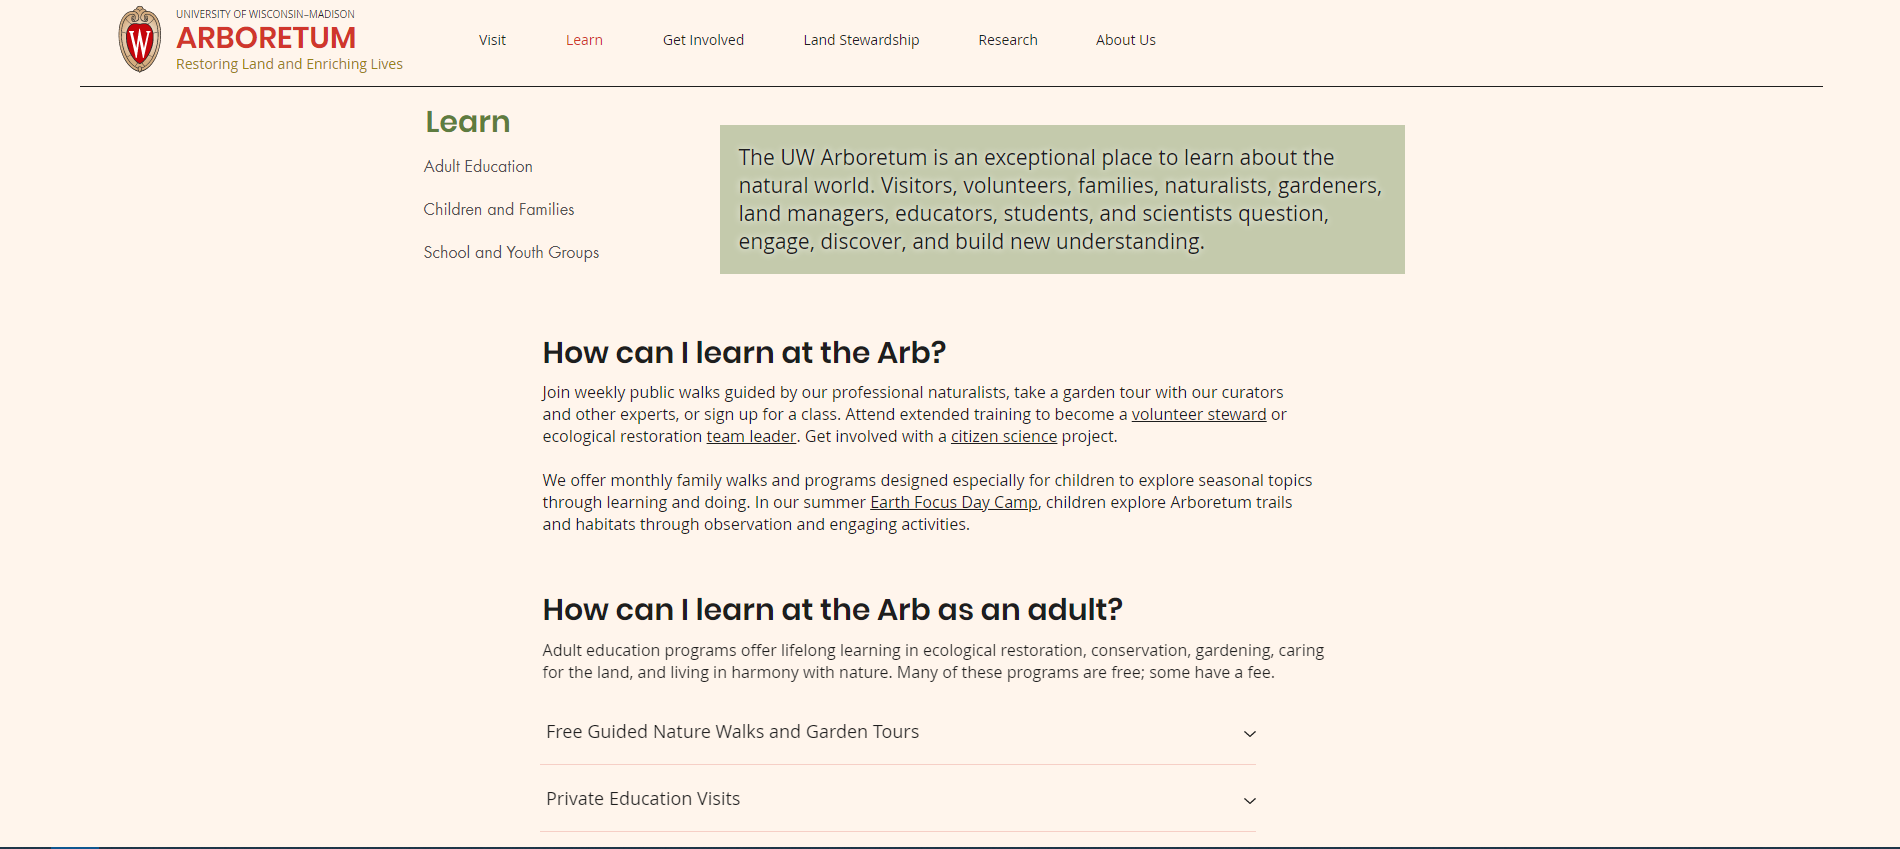 UNIVERSITY OF WISCONSIN–MADISON
ARBORETUM
Restoring Land and Enriching Lives
W
Visit
Learn
Get Involved
Land Stewardship
Research
About Us
Learn
Adult Education
Children and Families
School and Youth Groups
The UW Arboretum is an exceptional place to learn about the
natural world. Visitors, volunteers, families, naturalists, gardeners,
land managers, educators, students, and scientists question,
engage, discover, and build new understanding.
How can I learn at the Arb?
Join weekly public walks guided by our professional naturalists, take a garden tour with our curators
and other experts, or sign up for a class. Attend extended training to become a volunteer steward or
ecological restoration team leader. Get involved with a citizen science project.
We offer monthly family walks and programs designed especially for children to explore seasonal topics
through learning and doing. In our summer Earth Focus Day Camp, children explore Arboretum trails
and habitats through observation and engaging activities.
How can I learn at the Arb as an adult?
Adult education programs offer lifelong learning in ecological restoration, conservation, gardening, caring
for the land, and living in harmony with nature. Many of these programs are free; some have a fee.
Free Guided Nature Walks and Garden Tours
Private Education Visits